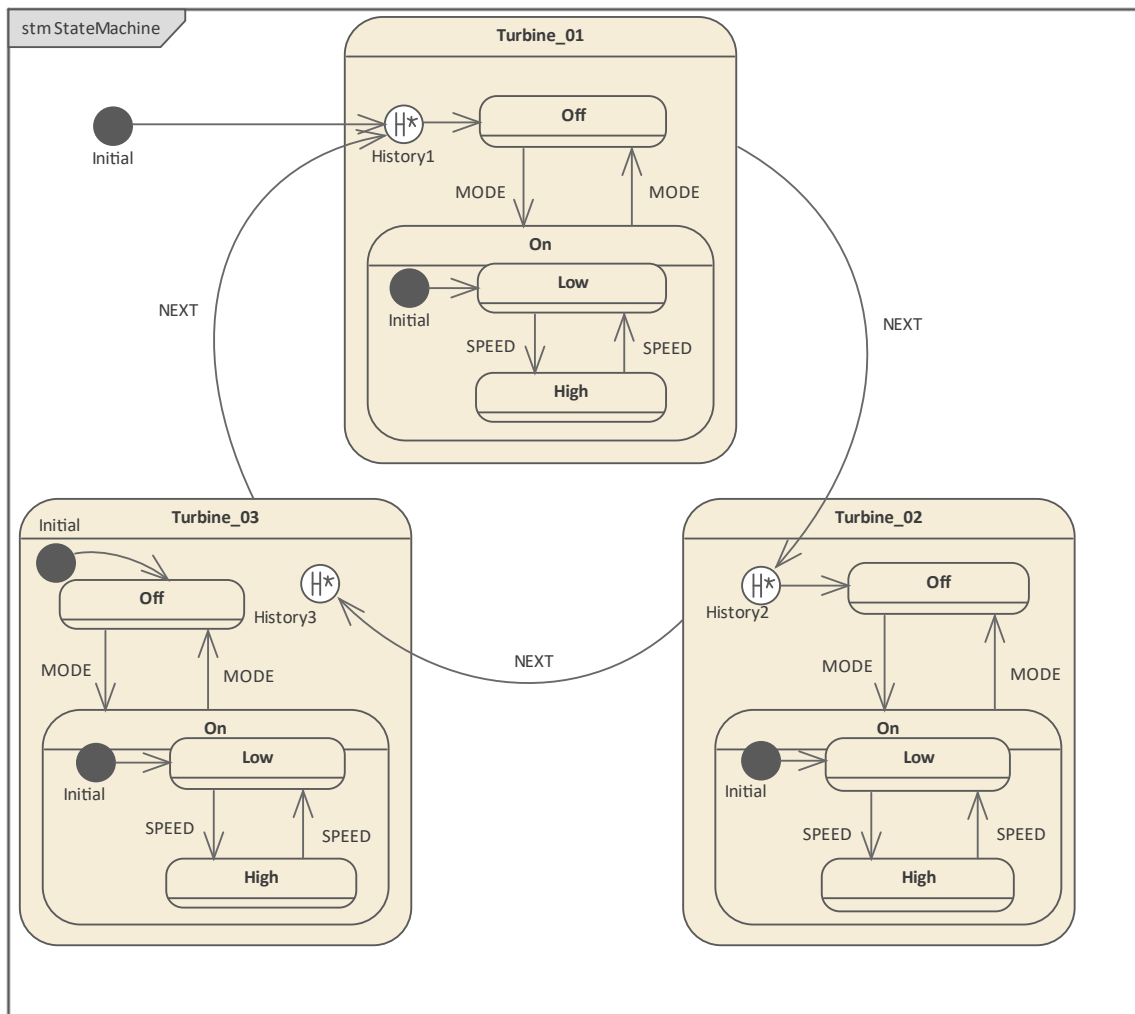 stm StateMachine
Turbine_01
Initial
H*
History1
Off
MODE
MODE
On
Low
Initial
SPEED
SPEED
High
NEXT
NEXT
Turbine_03
Initial
Off
H*
History3
MODE
MODE
On
Low
Initial
SPEED
SPEED
High
NEXT
Turbine_02
H*
History2
Off
MODE
MODE
On
Low
Initial
SPEED
SPEED
High